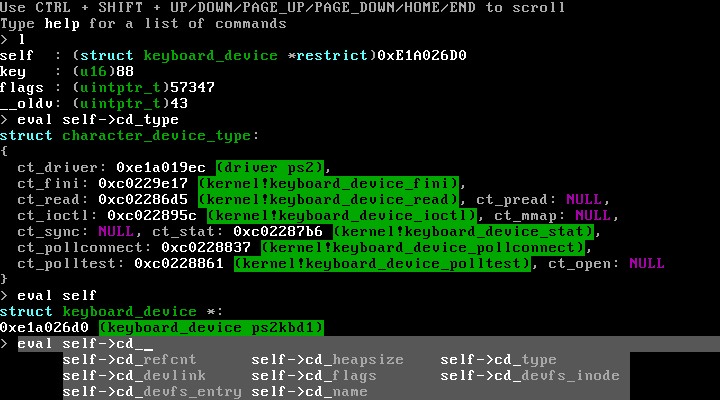 Use CTRL + SHIFT + UP/DOWN/PAGE_UP/PAGE_DOWN/HOME/END to scroll
Type help for a list of commands
> l
self  : (struct keyboard_device *restrict)0xE1A026D0
key   : (u16)88
flags : (uintptr_t)57347
__oldv: (uintptr_t)43
> eval self->cd_type
struct character_device_type:
{
  ct_driver: 0xe1a019ec (driver ps2),
  ct_fini: 0xc0229e17 (kernel!keyboard_device_fini),
  ct_read: 0xc02286d5 (kernel!keyboard_device_read), ct_pread: NULL,
  ct_ioctl: 0xc022895c (kernel!keyboard_device_ioctl), ct_mmap: NULL,
  ct_sync: NULL, ct_stat: 0xc02287b6 (kernel!keyboard_device_stat),
  ct_pollconnect: 0xc0228837 (kernel!keyboard_device_pollconnect),
  ct_polltest: 0xc0228861 (kernel!keyboard_device_polltest), ct_open: NULL
}
> eval self
struct keyboard_device *:
0xe1a026d0 (keyboard_device ps2kbd1)
> eval self->cd__
self->cd_refcnt self->cd_heapsize self->cd_type
self->cd_devlink self->cd_flags self->cd_devfs_inode
self->cd_devfs_entry self->cd_name